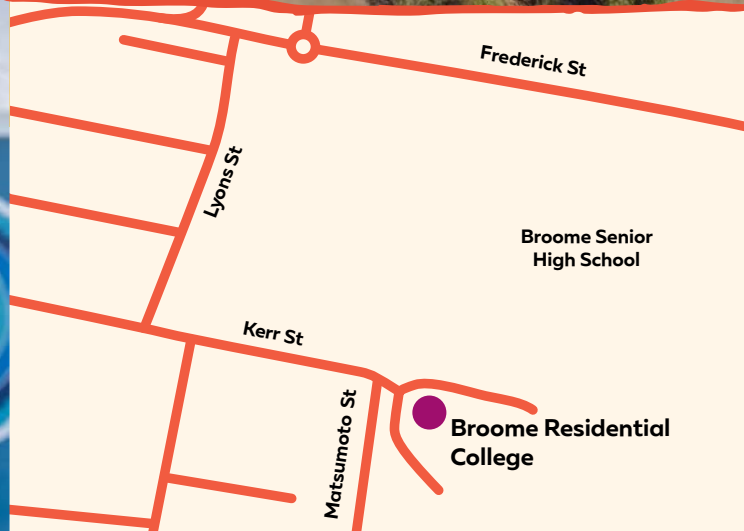 Frederick St
Lyons St
Broome Senior
High School
Kerr St
Matsumoto St
Broome Residential
College